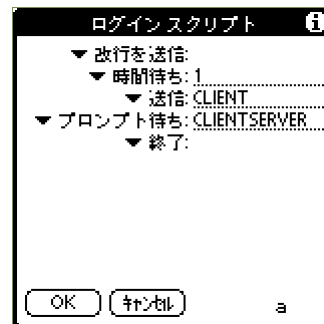 ログイン スクリプト i
▼ 改行を送信:
▼ 時間待ち: 1
▼ 送信: CLIENT
▼ プロンプト待ち: CLIENTSERVER
▼ 終了:
OK キャンセル a